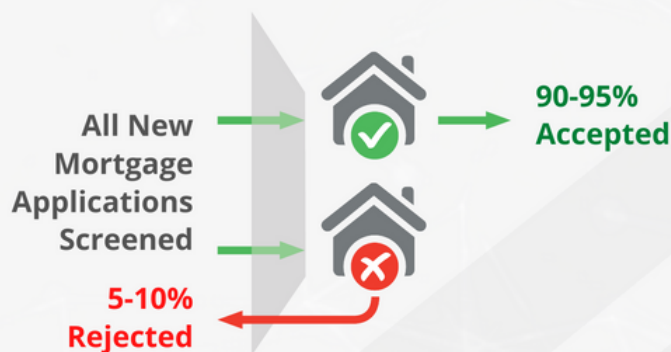 All New
Mortgage
Applications
Screened
90-95%
Accepted
5-10%
Rejected